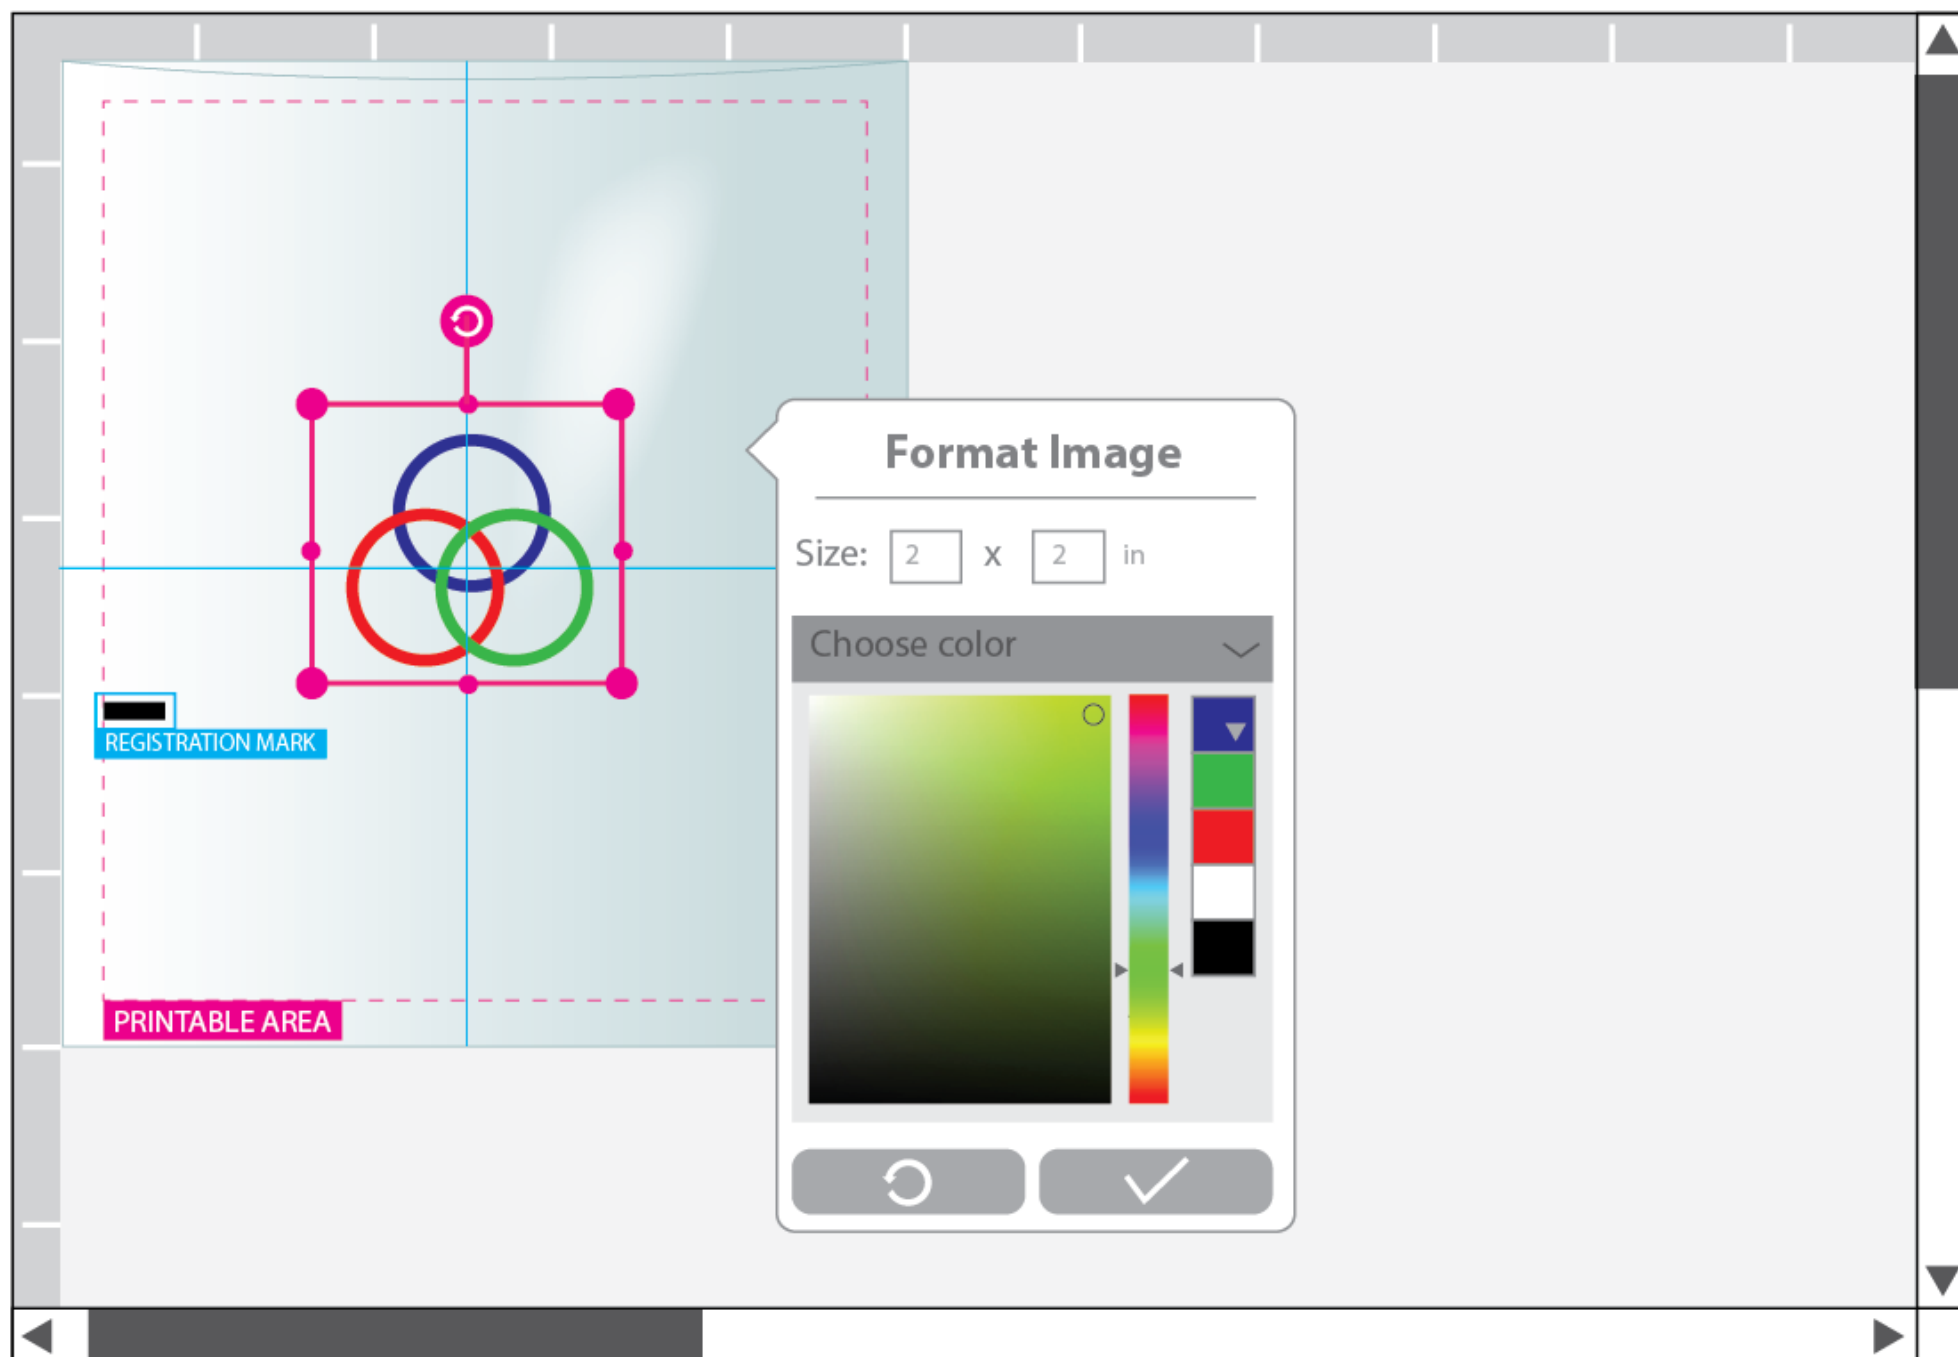 Format Image
Size: 2 x 2 in
Choose color
REGISTRATION MARK
PRINTABLE AREA